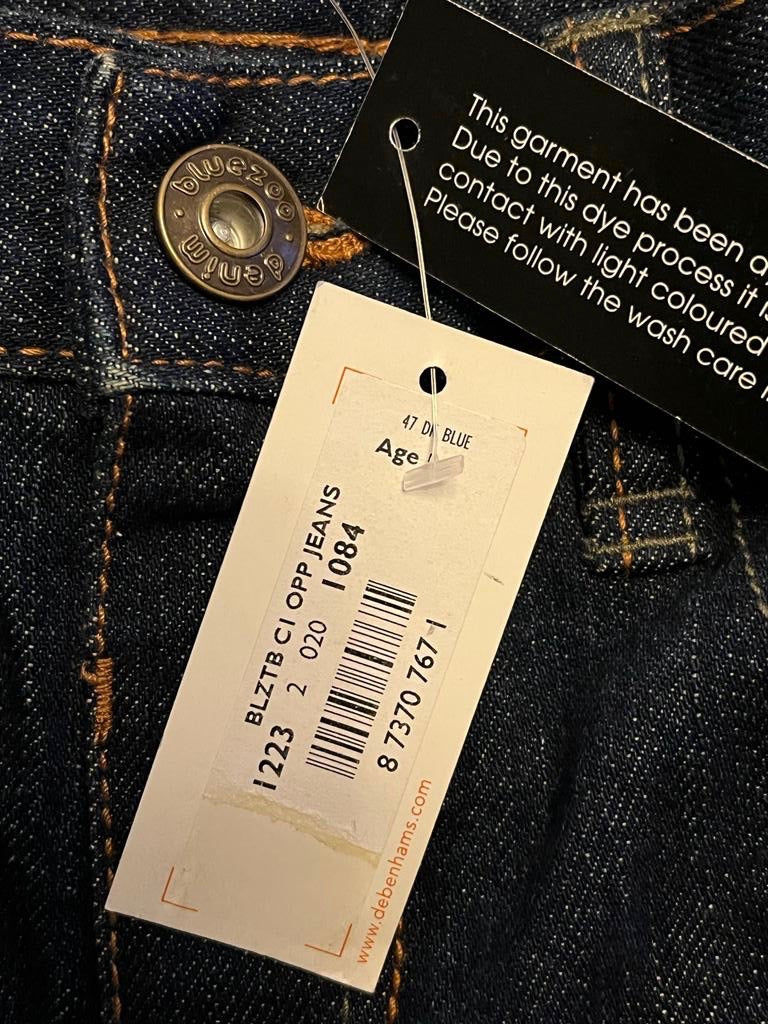 bluezoo
denim
This garment has been
Due to this dye process it
contact with light coloured
Please follow the wash care
47 DK BLUE
Age
BLZTB C1 OPP JEANS
1223 2 020 1084
8 7370 767 1
www.debenhams.com